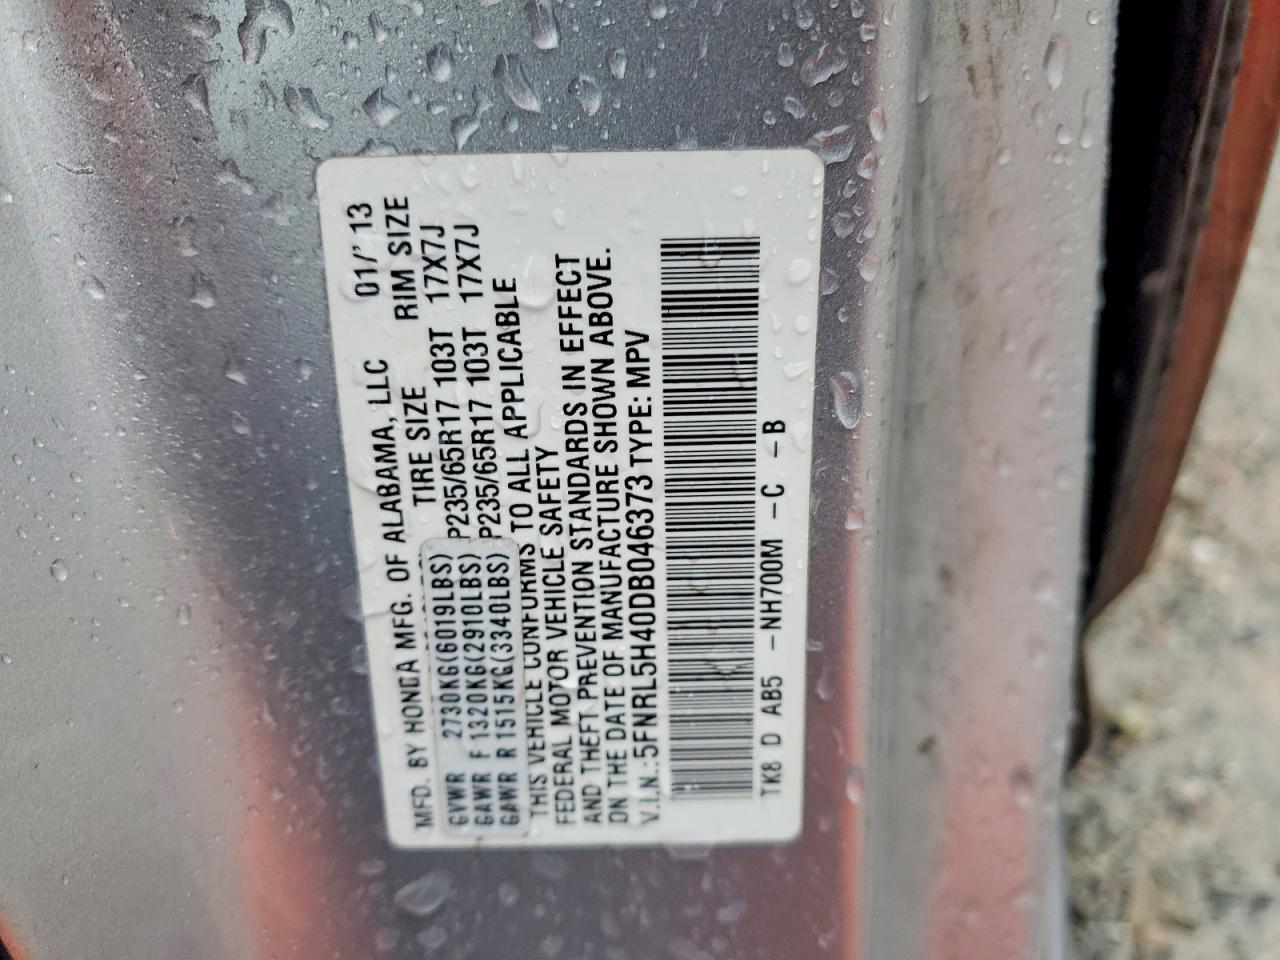 MFD. BY HONDA MFG. OF ALABAMA, LLC 01/'13
TIRE SIZE RIM SIZE
GVWR 2730KG(6019LBS)
GAWR F 1320KG(2910LBS) P235/65R17 103T 17X7J
GAWR R 1515KG(3340LBS) P235/65R17 103T 17X7J
THIS VEHICLE CONFORMS TO ALL APPLICABLE
FEDERAL MOTOR VEHICLE SAFETY
AND THEFT PREVENTION STANDARDS IN EFFECT
ON THE DATE OF MANUFACTURE SHOWN ABOVE.
V.I.N.:5FNRL5H40DB046373 TYPE: MPV
TK8 D AB5 -NH700M -C -B